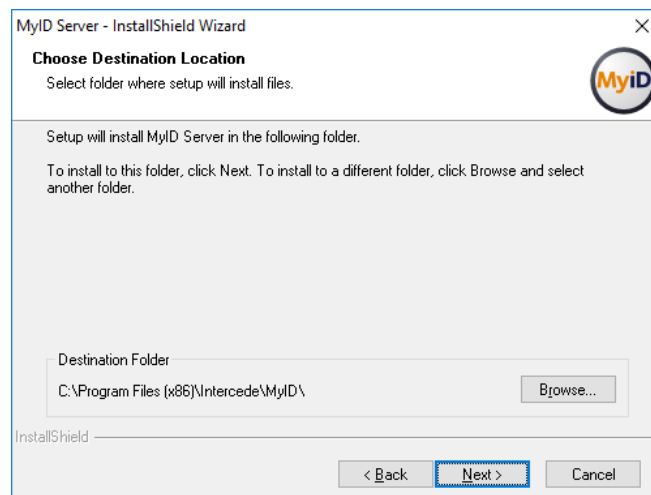 MyID Server - InstallShield Wizard
Choose Destination Location
Select folder where setup will install files.
MyiD
Setup will install MyID Server in the following folder.
To install to this folder, click Next. To install to a different folder, click Browse and select
another folder.
Destination Folder
C:\Program Files (x86)\Intercede\MyID\
Browse...
InstallShield
< Back
Next >
Cancel